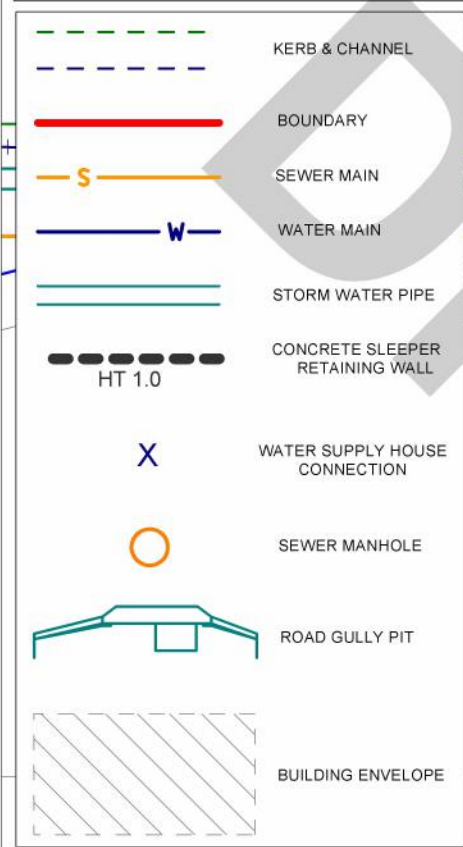 KERB & CHANNEL
BOUNDARY
S
SEWER MAIN
W
WATER MAIN
STORM WATER PIPE
HT 1.0
CONCRETE SLEEPER
RETAINING WALL
X
WATER SUPPLY HOUSE
CONNECTION
SEWER MANHOLE
ROAD GULLY PIT
BUILDING ENVELOPE